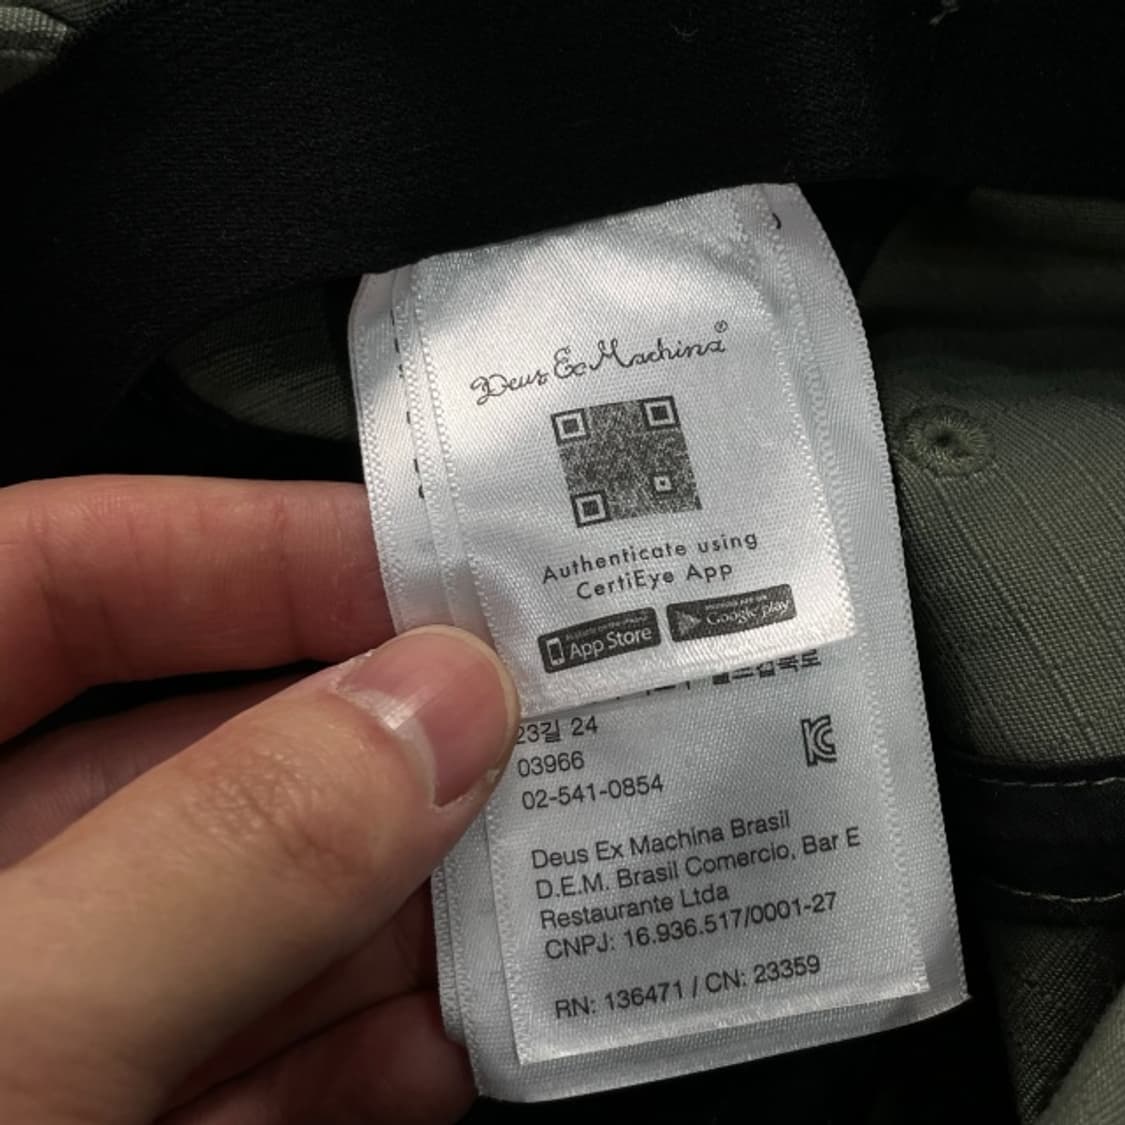 Deus Ex Machina®
Authenticate using
CertiEye App
App Store
Google play
23길 24
03966
02-541-0854
Deus Ex Machina Brasil
D.E.M. Brasil Comercio, Bar E
Restaurante Ltda
CNPJ: 16.936.517/0001-27
RN: 136471 / CN: 23359